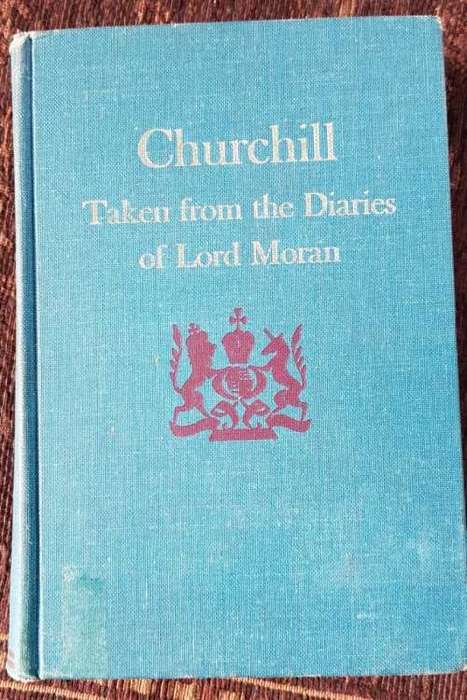 Churchill
Taken from the Diaries
of Lord Moran